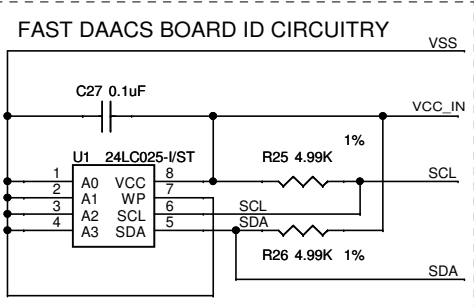 FAST DAACS BOARD ID CIRCUITRY
VSS
C27 0.1uF
VCC_IN
1%
U1 24LC025-I/ST
R25 4.99K
1 A0 VCC 8
SCL
2 A1 WP 7
3 A2 SCL 6 SCL
4 A3 SDA 5 SDA
R26 4.99K 1%
SDA